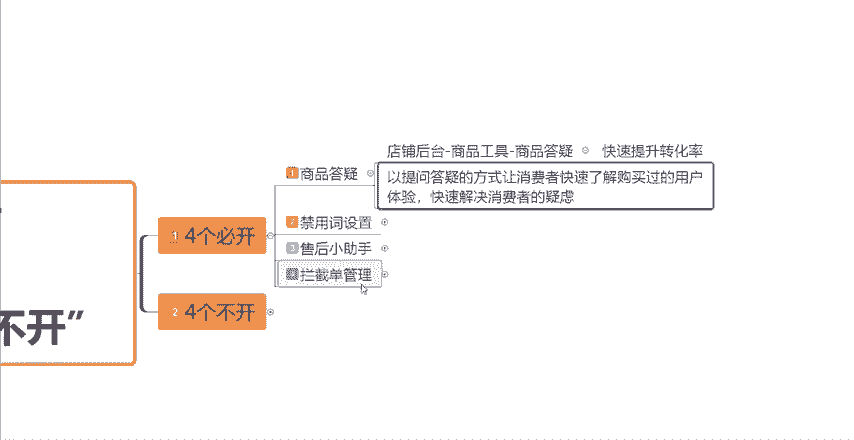 店铺后台-商品工具-商品答疑 快速提升转化率
1 商品答疑
以提问答疑的方式让消费者快速了解购买过的用户
体验，快速解决消费者的疑虑
2 禁用词设置
1 4个必开
3 售后小助手
拦截单管理
2 4个不开
不开”